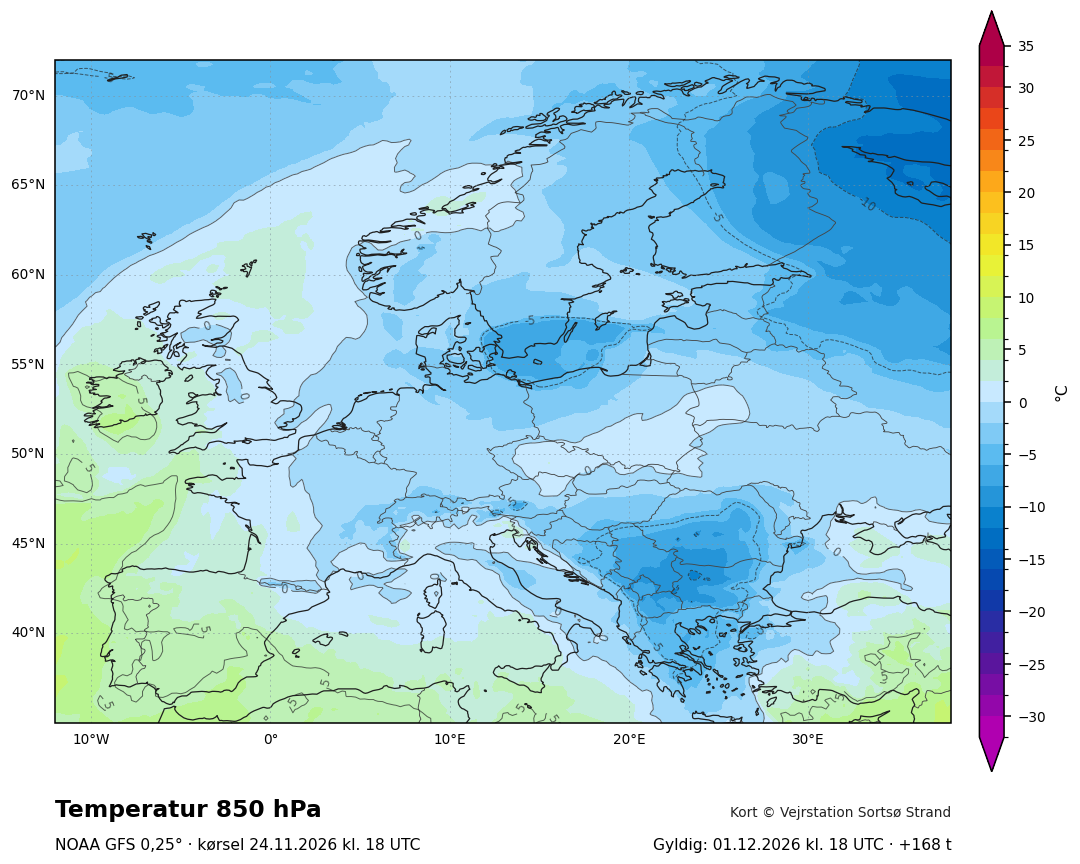 70°N
65°N
60°N
55°N
50°N
45°N
40°N
10°W
0°
10°E
20°E
30°E
35
30
25
20
15
10
5
0
−5
−10
−15
−20
−25
−30
°C
Temperatur 850 hPa
Kort © Vejrstation Sortsø Strand
NOAA GFS 0,25° · kørsel 24.11.2026 kl. 18 UTC
Gyldig: 01.12.2026 kl. 18 UTC · +168 t